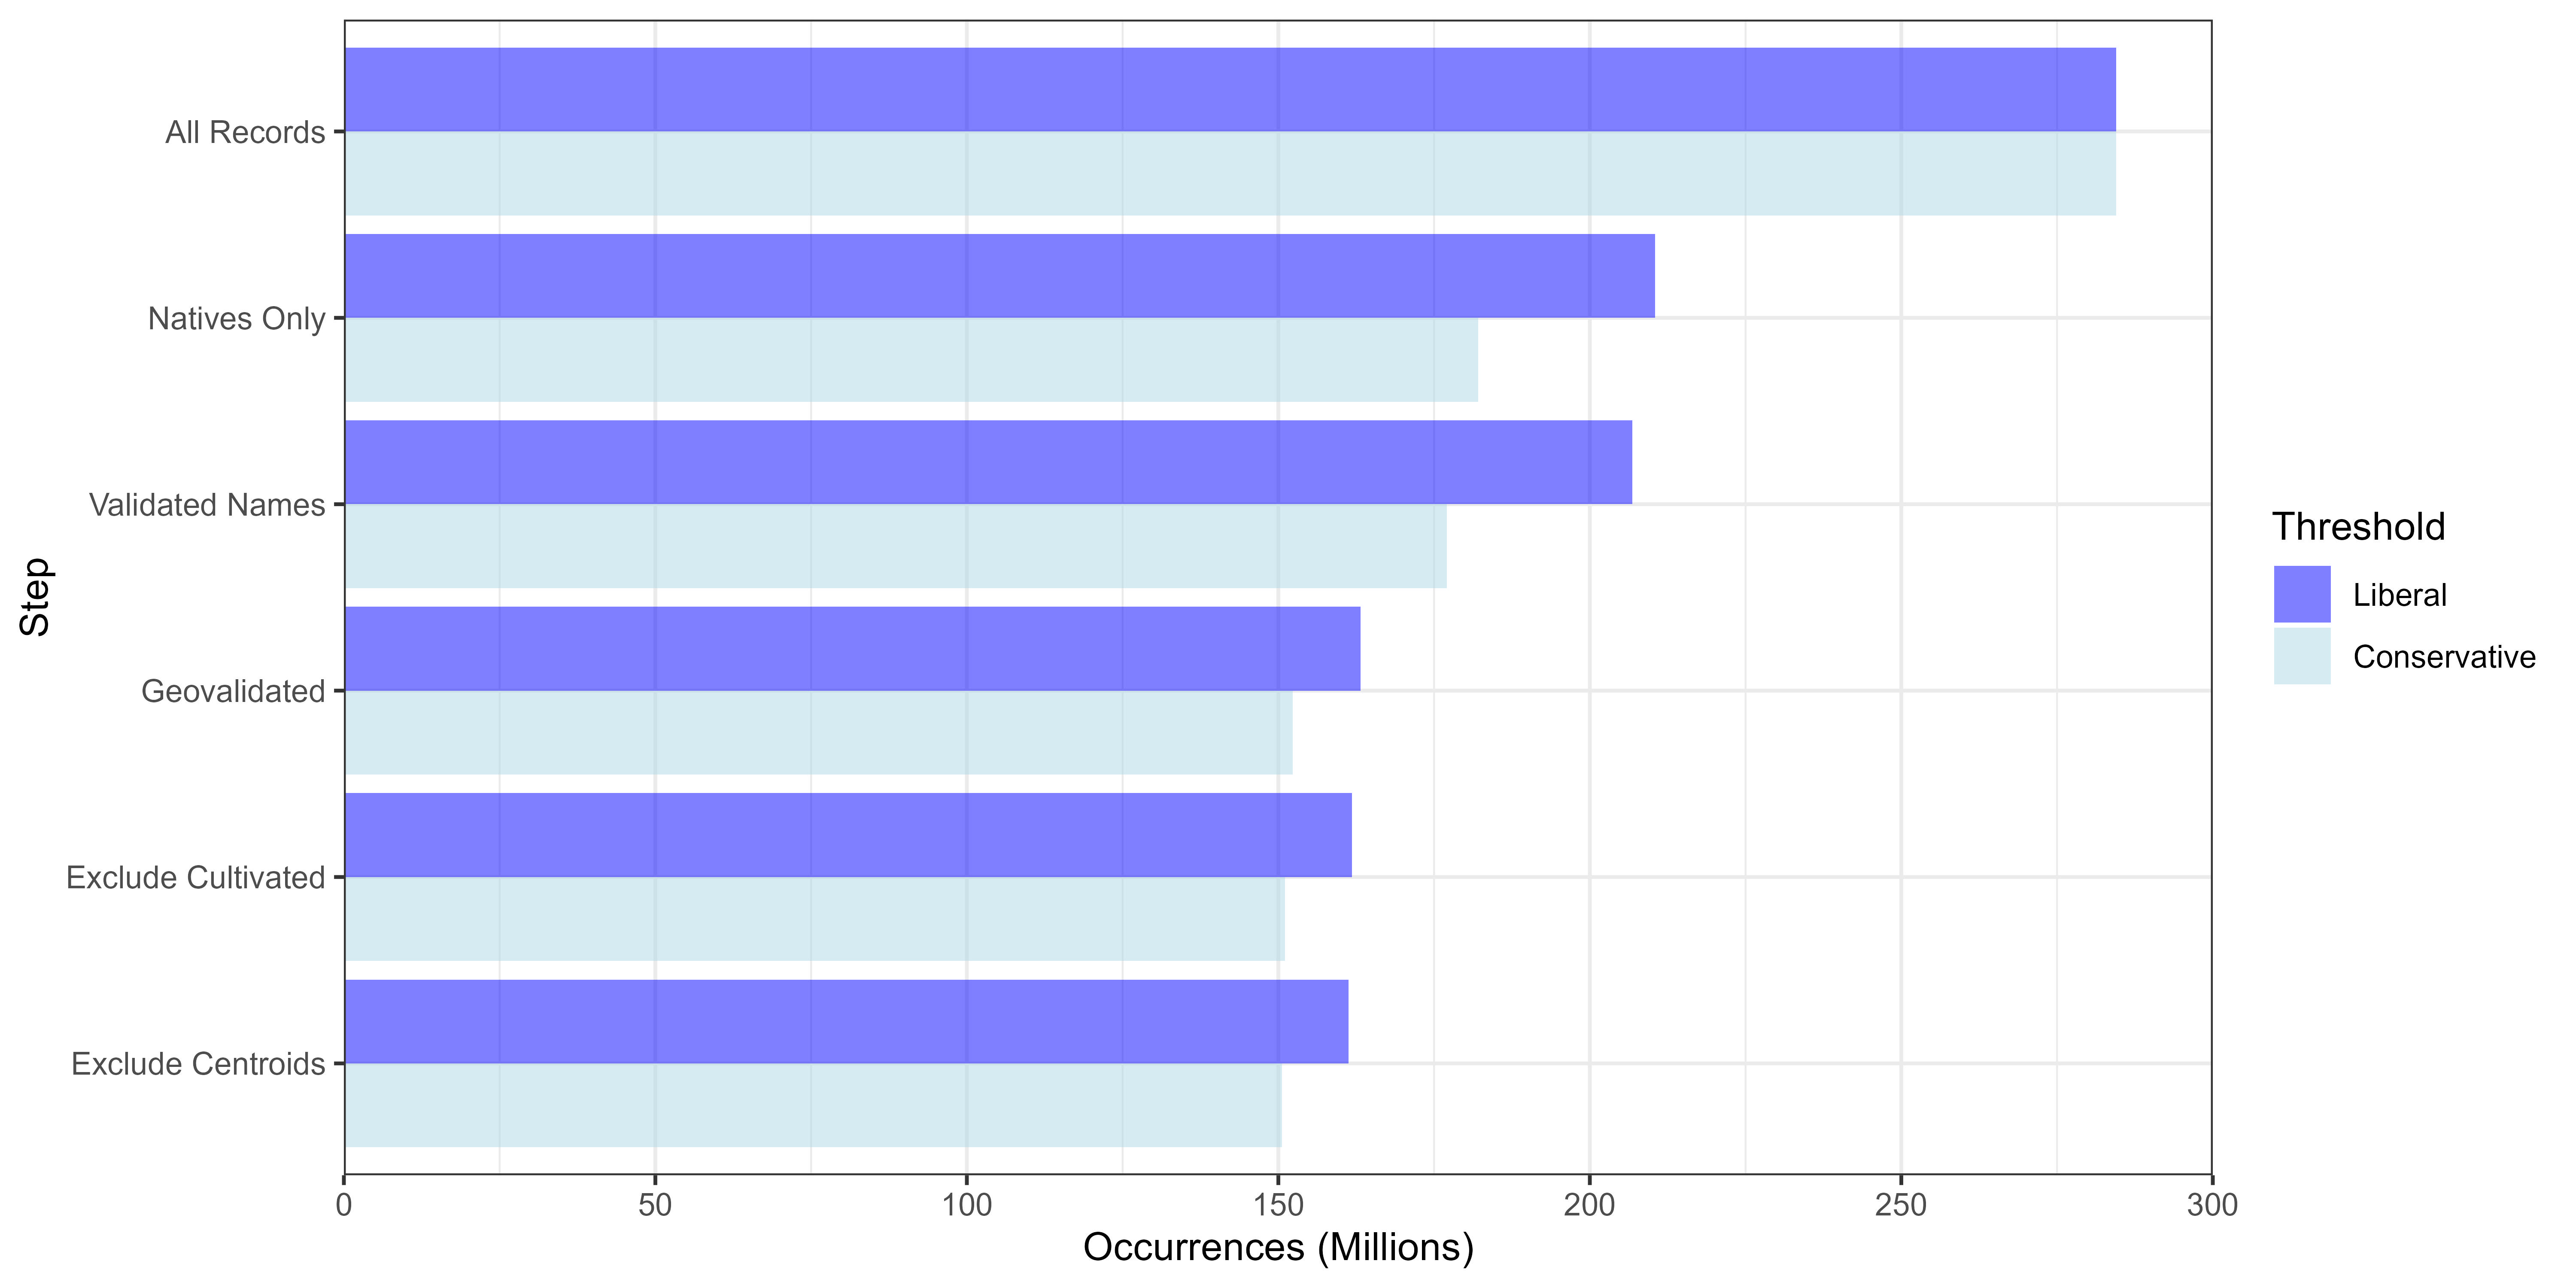 Step
All Records
Natives Only
Validated Names
Geovalidated
Exclude Cultivated
Exclude Centroids
0 50 100 150 200 250 300
Occurrences (Millions)
Threshold
Liberal
Conservative